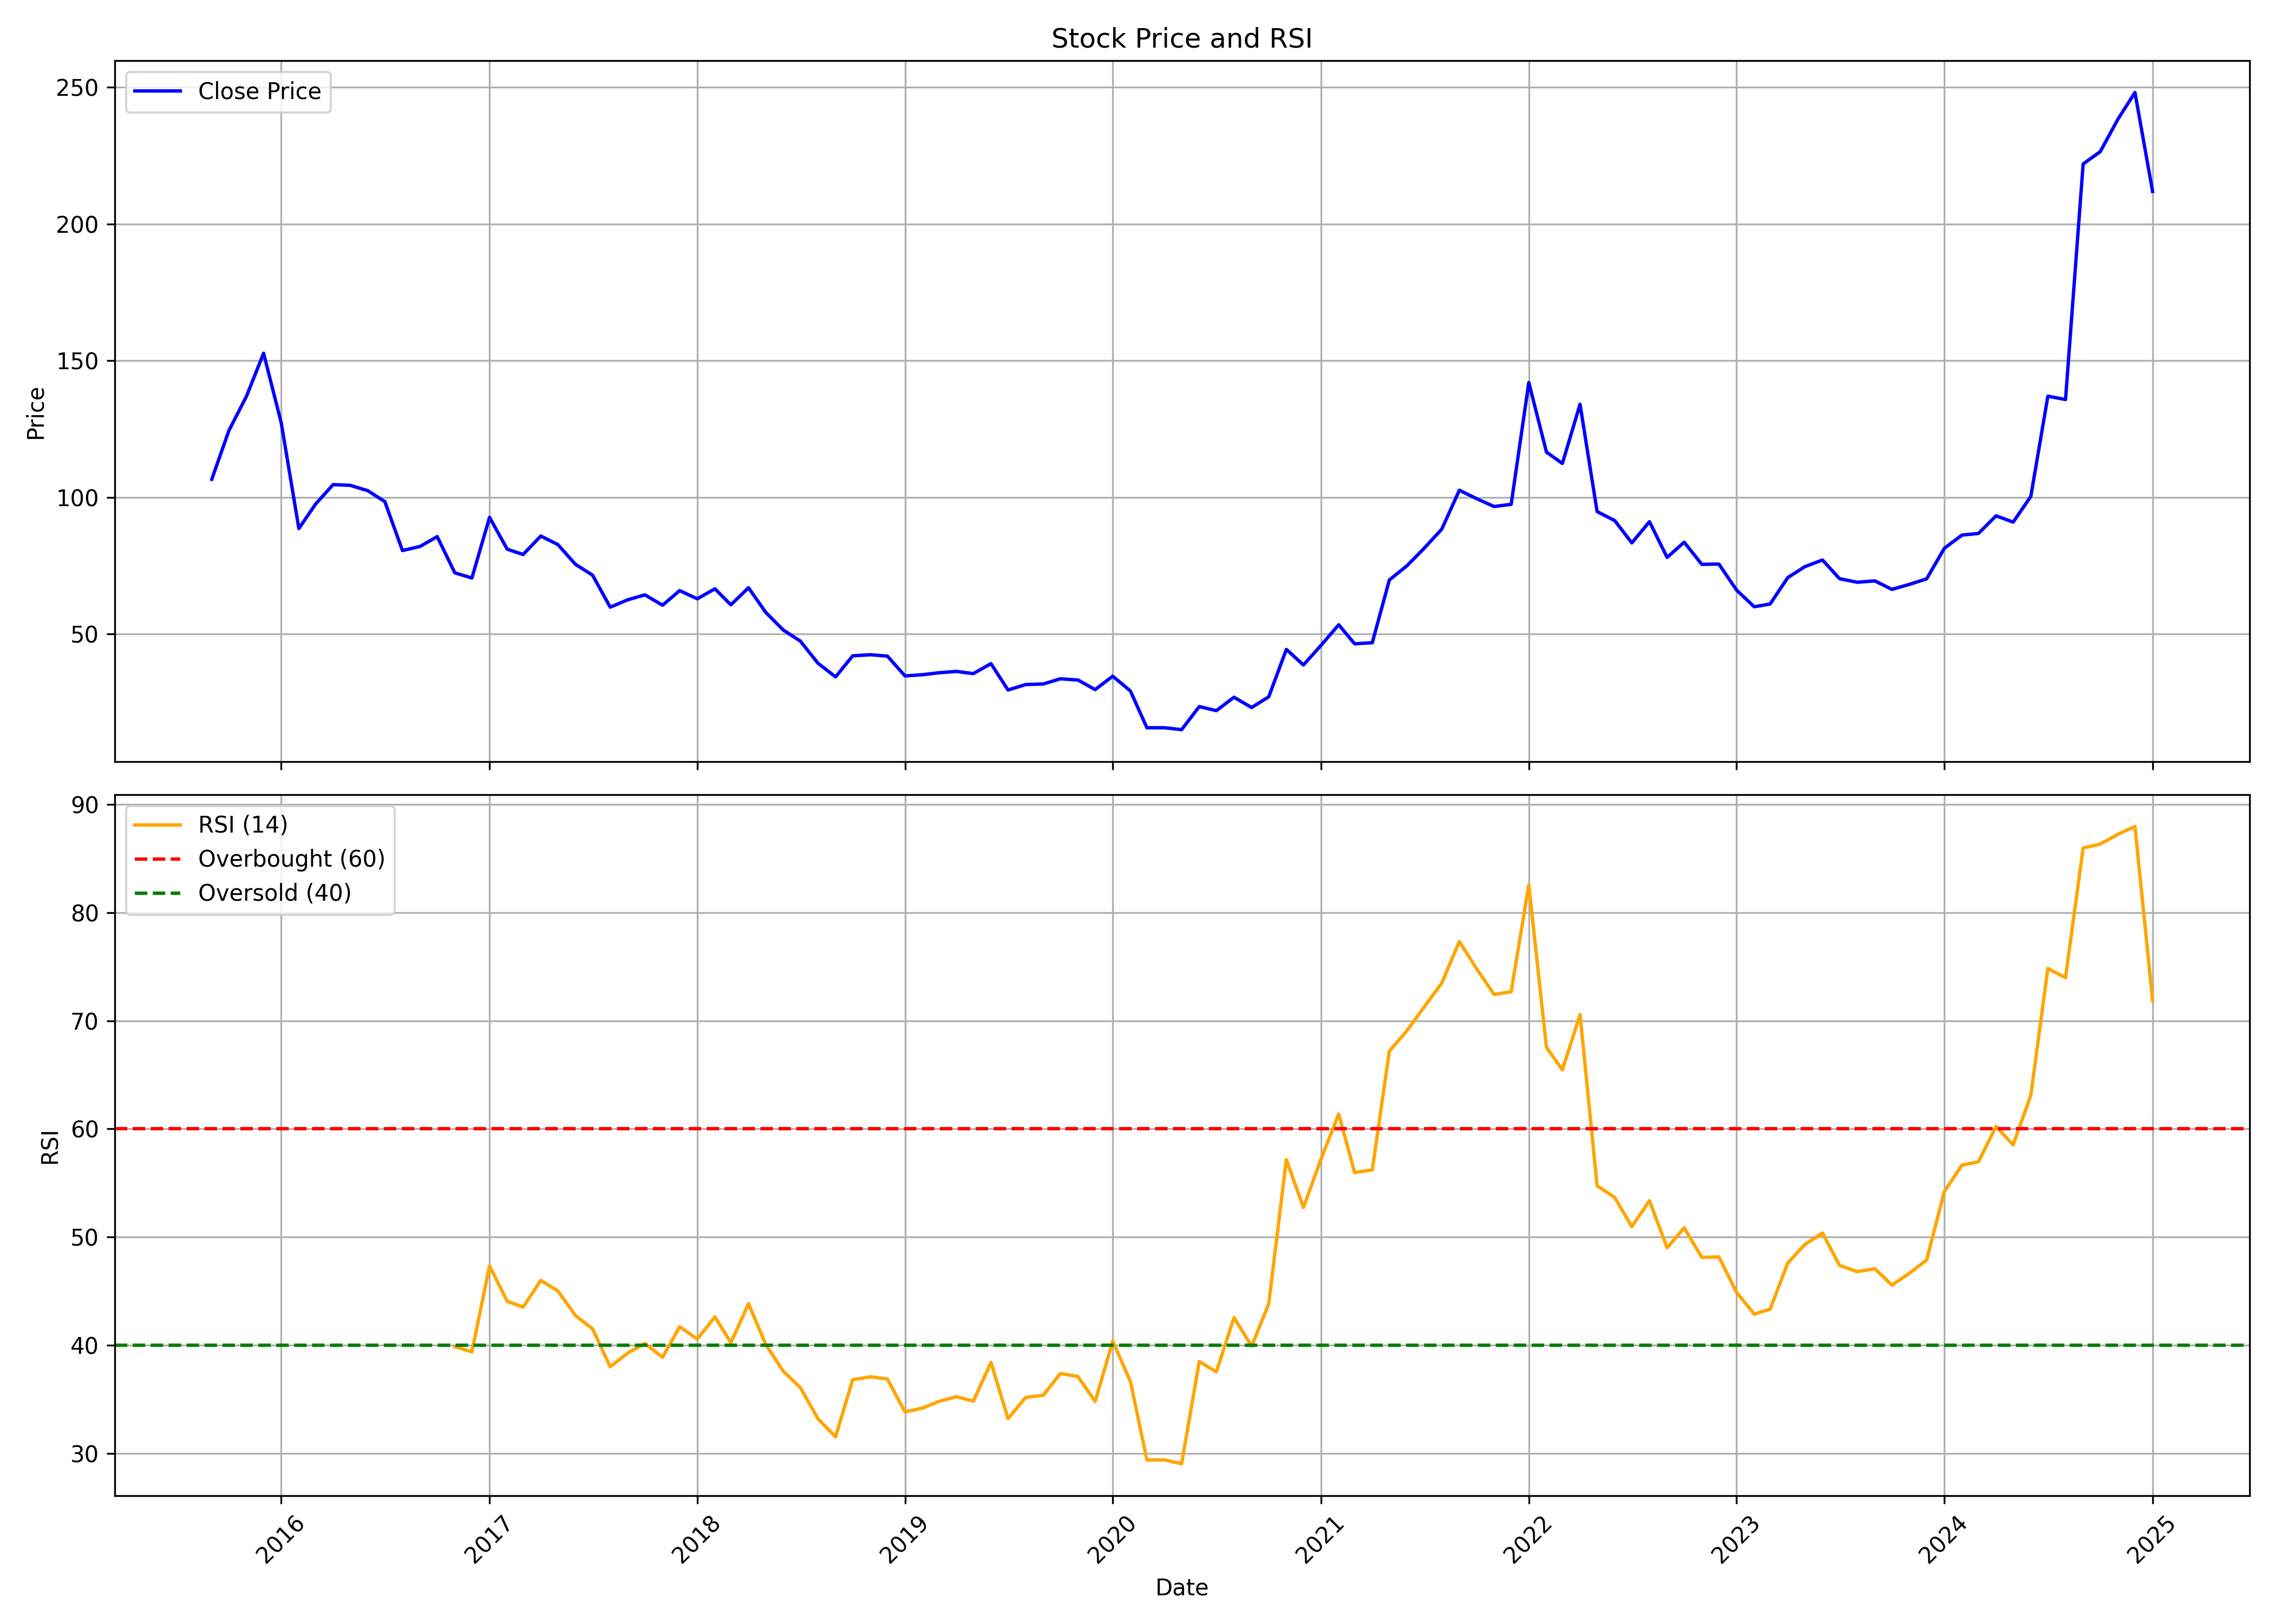 Stock Price and RSI
Close Price
Price
250
200
150
100
50
RSI (14)
Overbought (60)
Oversold (40)
RSI
90
80
70
60
50
40
30
2016
2017
2018
2019
2020
2021
2022
2023
2024
2025
Date